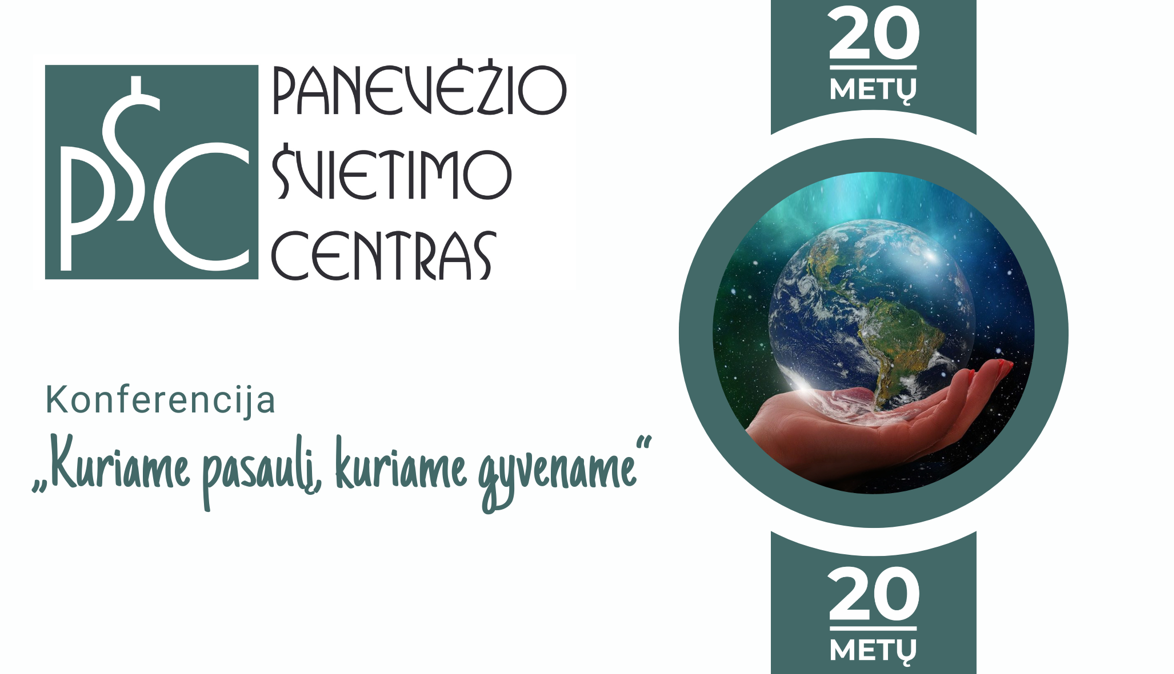 PŠC
PANEVĖŽIO
ŠVIETIMO
CENTRAS
Konferencija
„Kuriame pasaulį, kuriame gyvename“
20
METŲ
20
METŲ